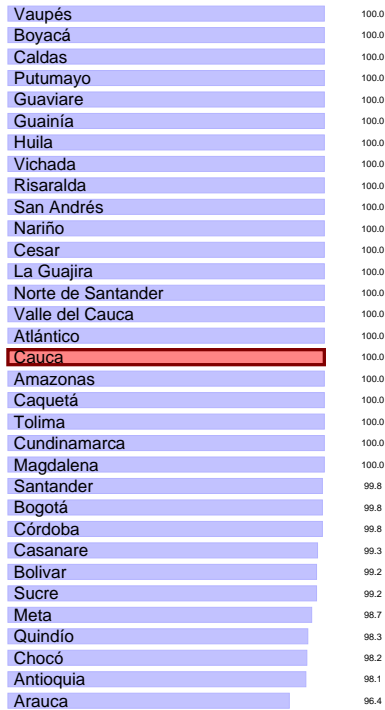 Vaupés 100.0
Boyacá 100.0
Caldas 100.0
Putumayo 100.0
Guaviare 100.0
Guainía 100.0
Huila 100.0
Vichada 100.0
Risaralda 100.0
San Andrés 100.0
Nariño 100.0
Cesar 100.0
La Guajira 100.0
Norte de Santander 100.0
Valle del Cauca 100.0
Atlántico 100.0
Cauca 100.0
Amazonas 100.0
Caquetá 100.0
Tolima 100.0
Cundinamarca 100.0
Magdalena 100.0
Santander 99.8
Bogotá 99.8
Córdoba 99.8
Casanare 99.3
Bolivar 99.2
Sucre 99.2
Meta 98.7
Quindío 98.3
Chocó 98.2
Antioquia 98.1
Arauca 96.4